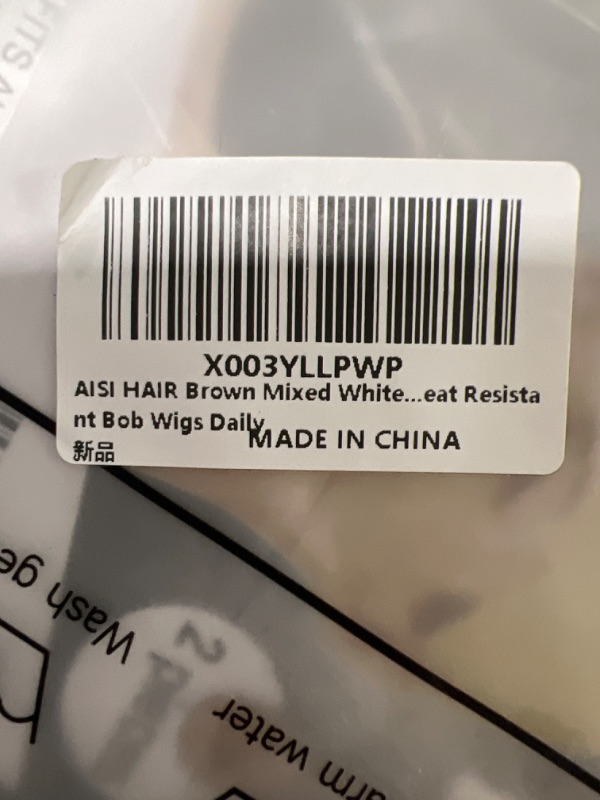 X003YLLPWP
AISI HAIR Brown Mixed White...eat Resista
nt Bob Wigs Daily
MADE IN CHINA
新品
Wash ge
2
arm water